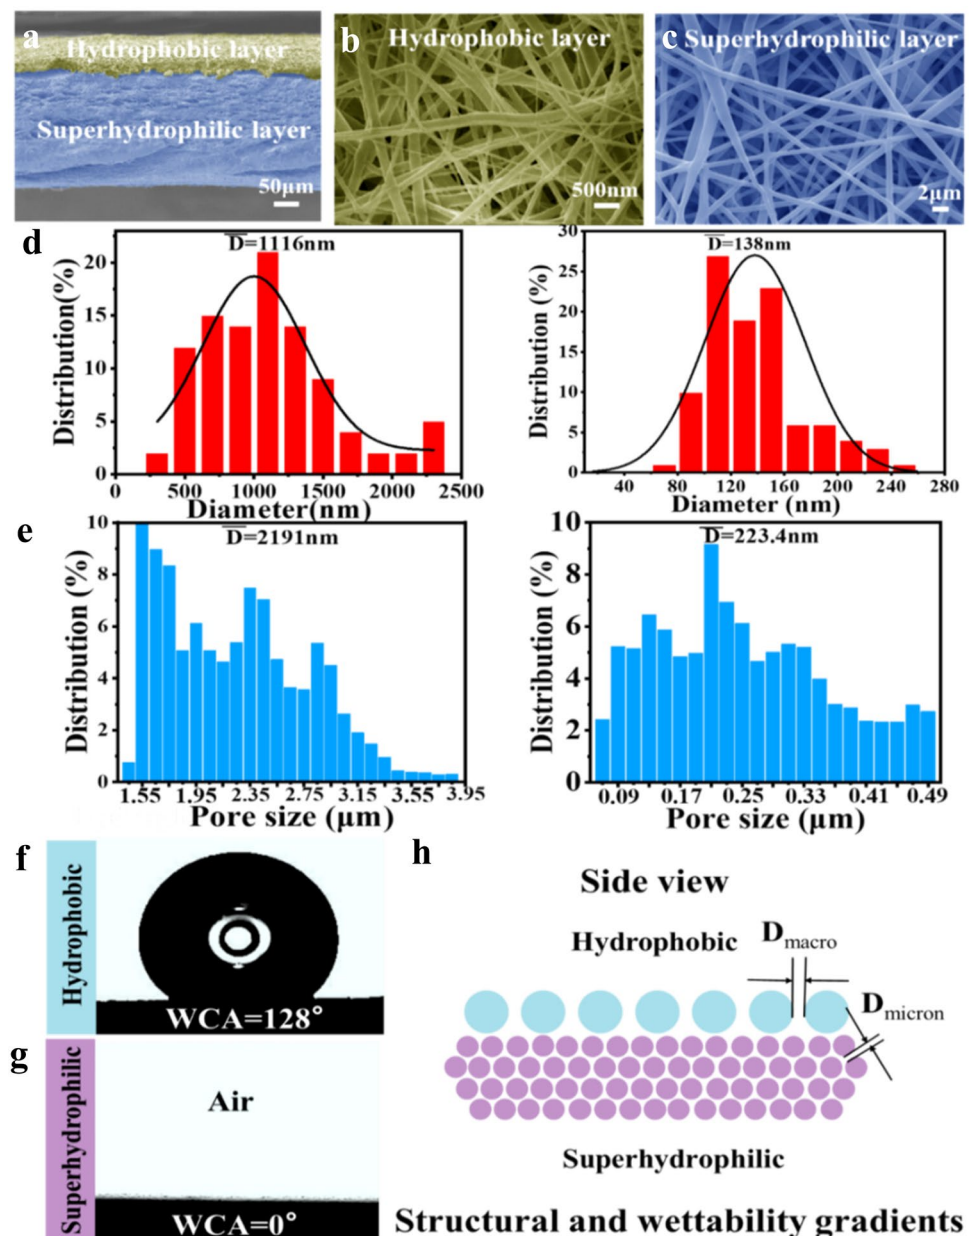 a
Hydrophobic layer
Superhydrophilic layer
50μm
b
Hydrophobic layer
500nm
c
Superhydrophilic layer
2μm
d
D̅=1116nm
Distribution(%)
20
15
10
5
0
0 500 1000 1500 2000 2500
Diameter(nm)
D̅=138nm
Distribution (%)
30
25
20
15
10
5
0
40 80 120 160 200 240 280
Diameter (nm)
e
D̅=2191nm
Distribution (%)
10
8
6
4
2
0
1.55 1.95 2.35 2.75 3.15 3.55 3.95
Pore size (μm)
D̅=223.4nm
Distribution (%)
10
8
6
4
2
0
0.09 0.17 0.25 0.33 0.41 0.49
Pore size (μm)
f
Hydrophobic
WCA=128°
g
Superhydrophilic
Air
WCA=0°
h
Side view
Hydrophobic
Dmacro
Dmicron
Superhydrophilic
Structural and wettability gradients